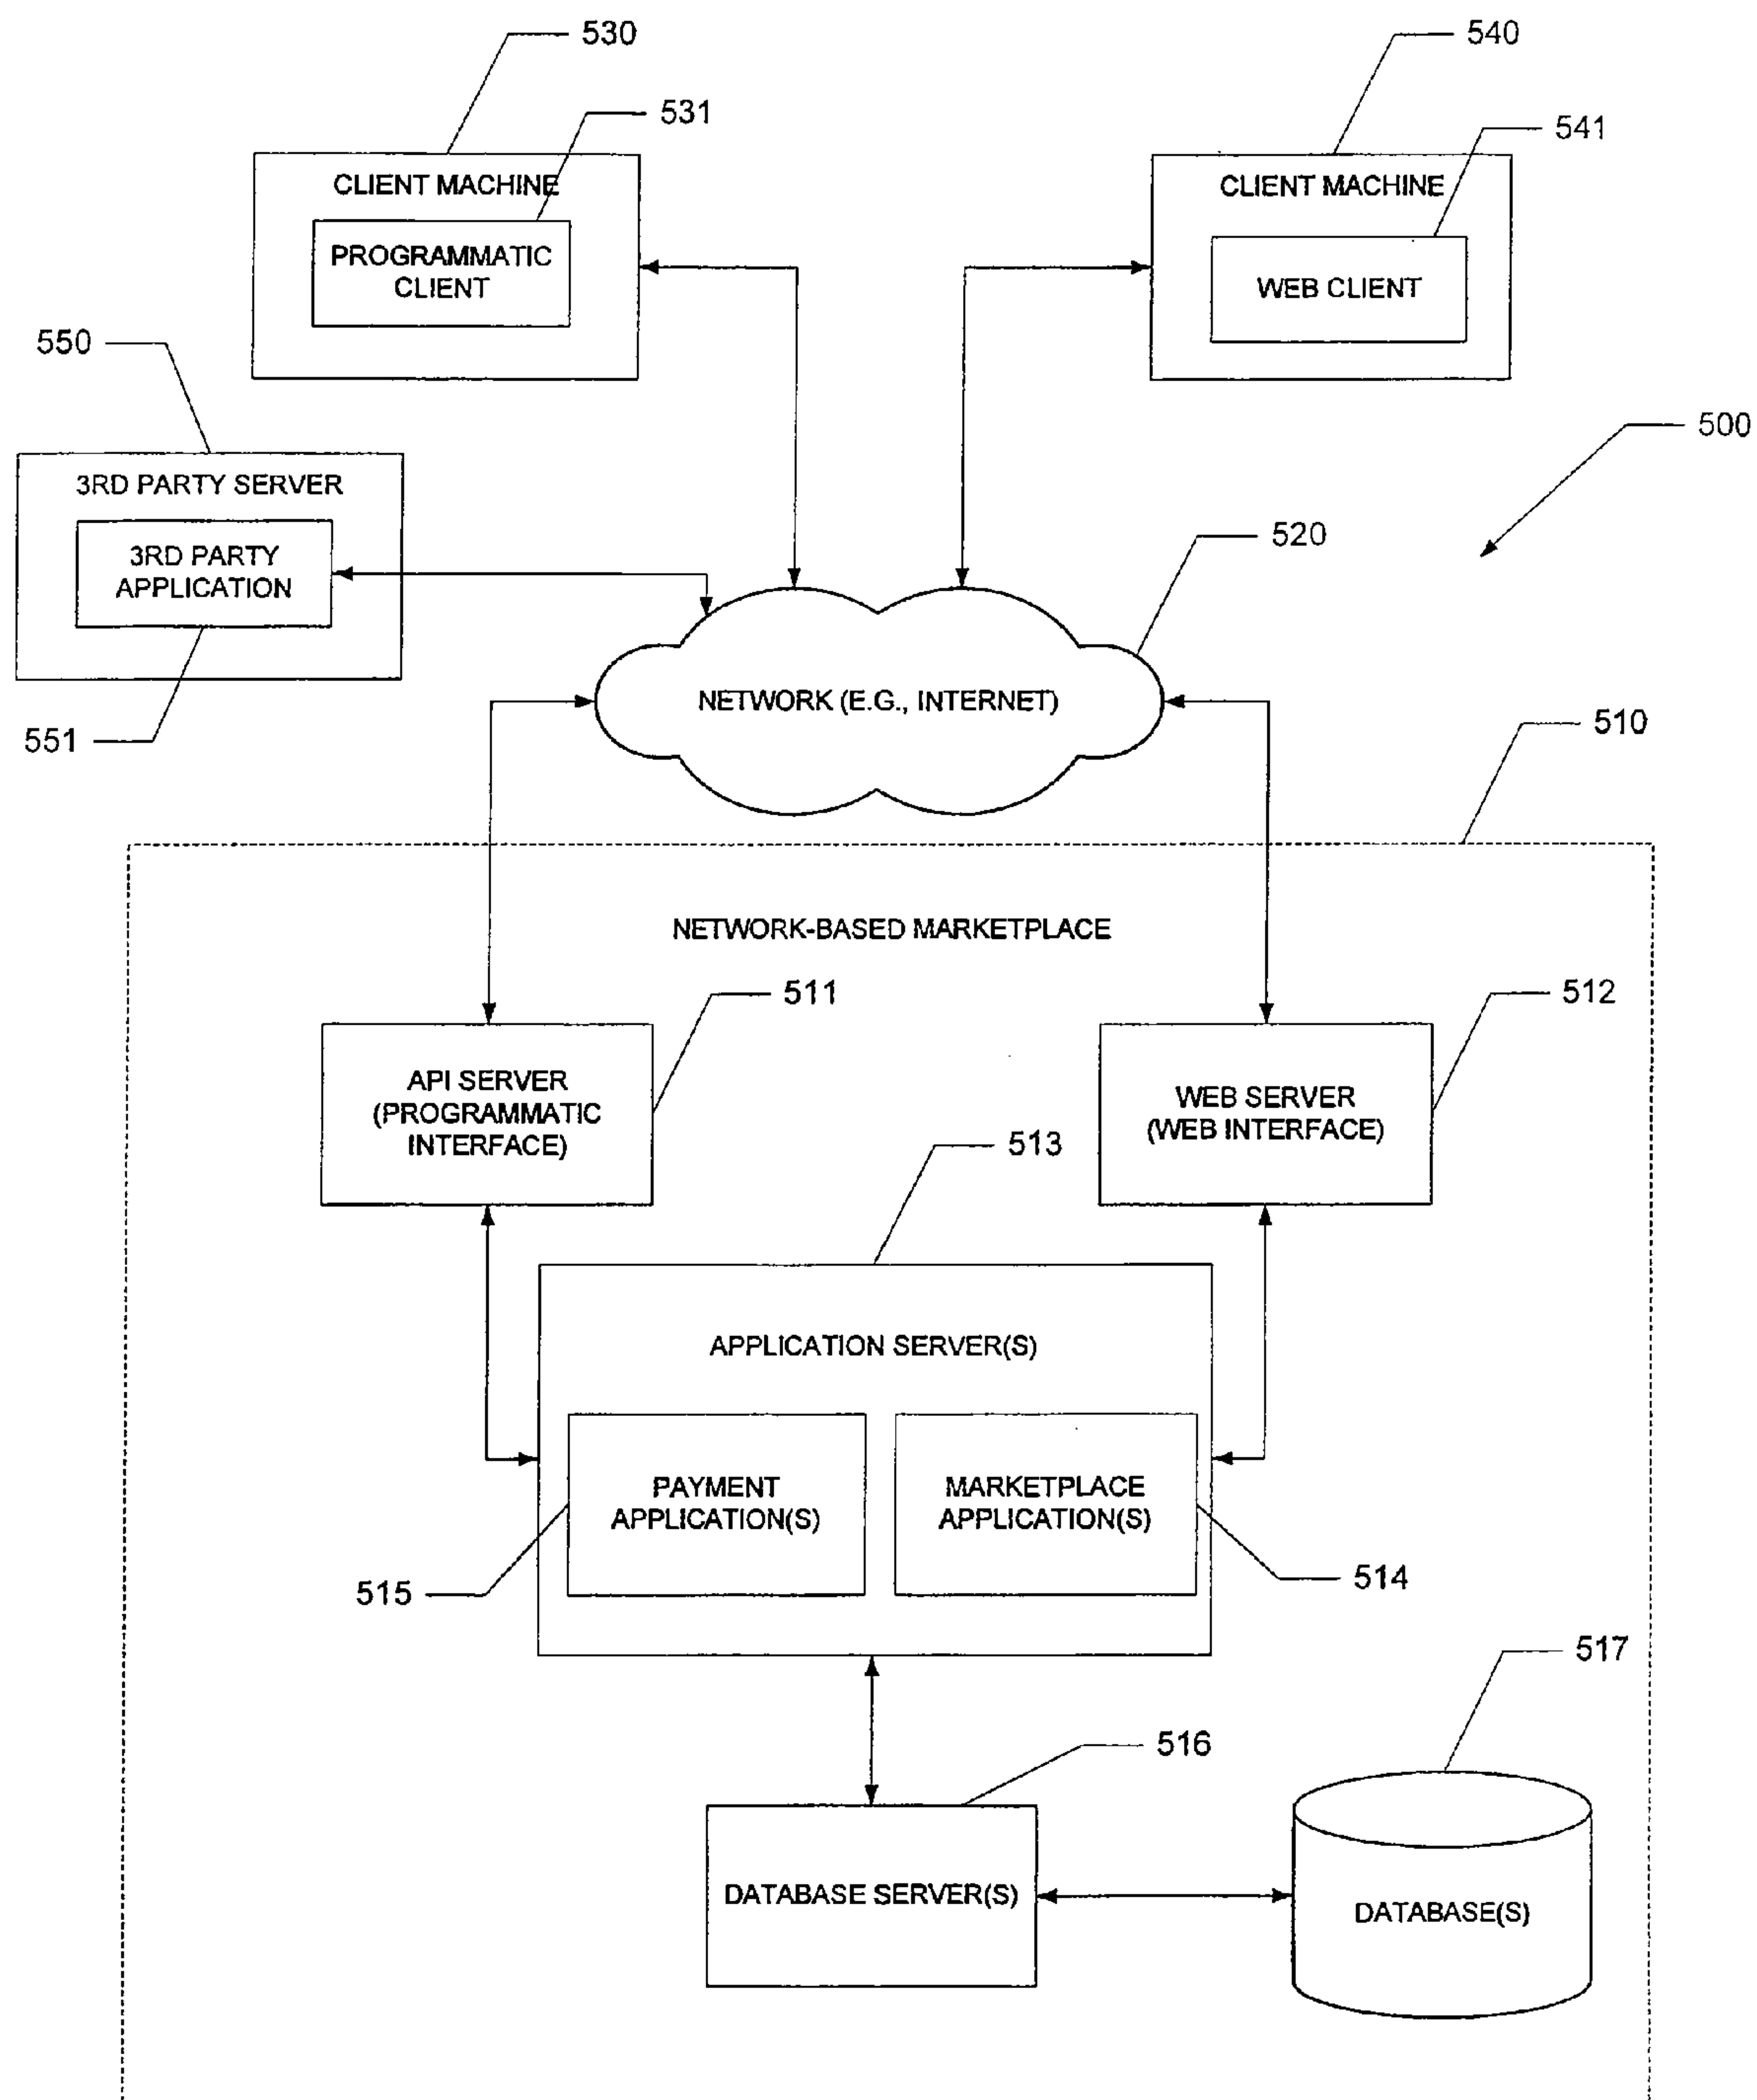 530
540
531
541
CLIENT MACHINE
CLIENT MACHINE
PROGRAMMATIC
CLIENT
WEB CLIENT
550
500
3RD PARTY SERVER
520
3RD PARTY
APPLICATION
NETWORK (E.G., INTERNET)
551
510
NETWORK-BASED MARKETPLACE
511
512
API SERVER
(PROGRAMMATIC
INTERFACE)
WEB SERVER
(WEB INTERFACE)
513
APPLICATION SERVER(S)
PAYMENT
APPLICATION(S)
MARKETPLACE
APPLICATION(S)
515
514
517
516
DATABASE SERVER(S)
DATABASE(S)